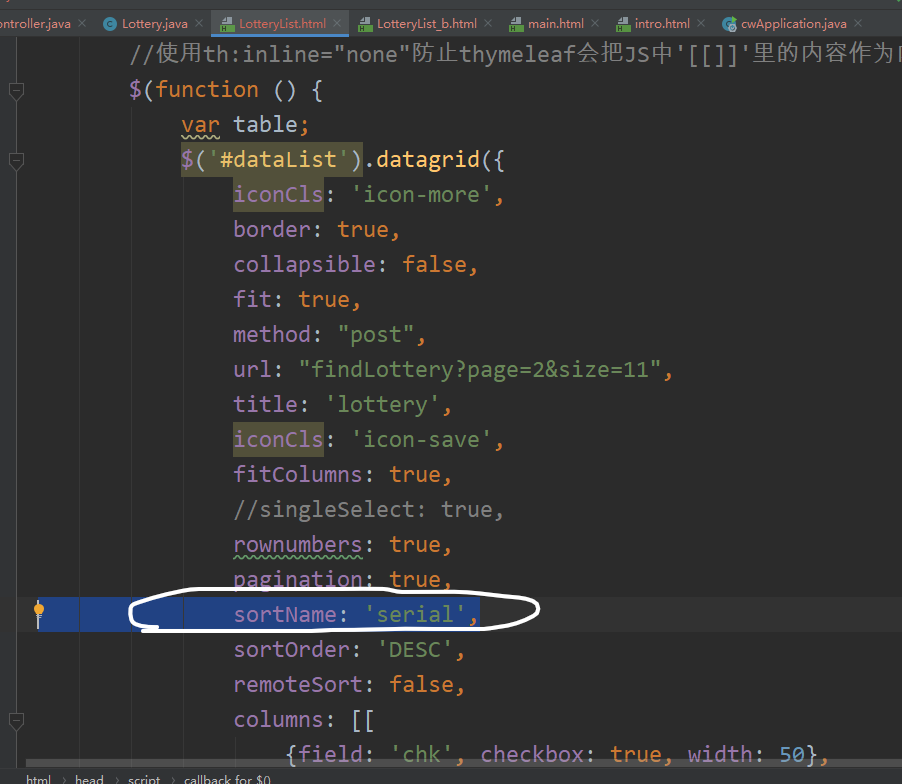 ontroller.java
Lottery.java
LotteryList.html
LotteryList_b.html
main.html
intro.html
cwApplication.java
//使用th:inline="none"防止thymeleaf会把JS中'[[]]'里的内容作为
$(function () {
var table;
$('#dataList').datagrid({
iconCls: 'icon-more',
border: true,
collapsible: false,
fit: true,
method: "post",
url: "findLottery?page=2&size=11",
title: 'lottery',
iconCls: 'icon-save',
fitColumns: true,
//singleSelect: true,
rownumbers: true,
pagination: true,
sortName: 'serial',
sortOrder: 'DESC',
remoteSort: false,
columns: [[
{field: 'chk', checkbox: true, width: 50},
html › head › script › callback for $()